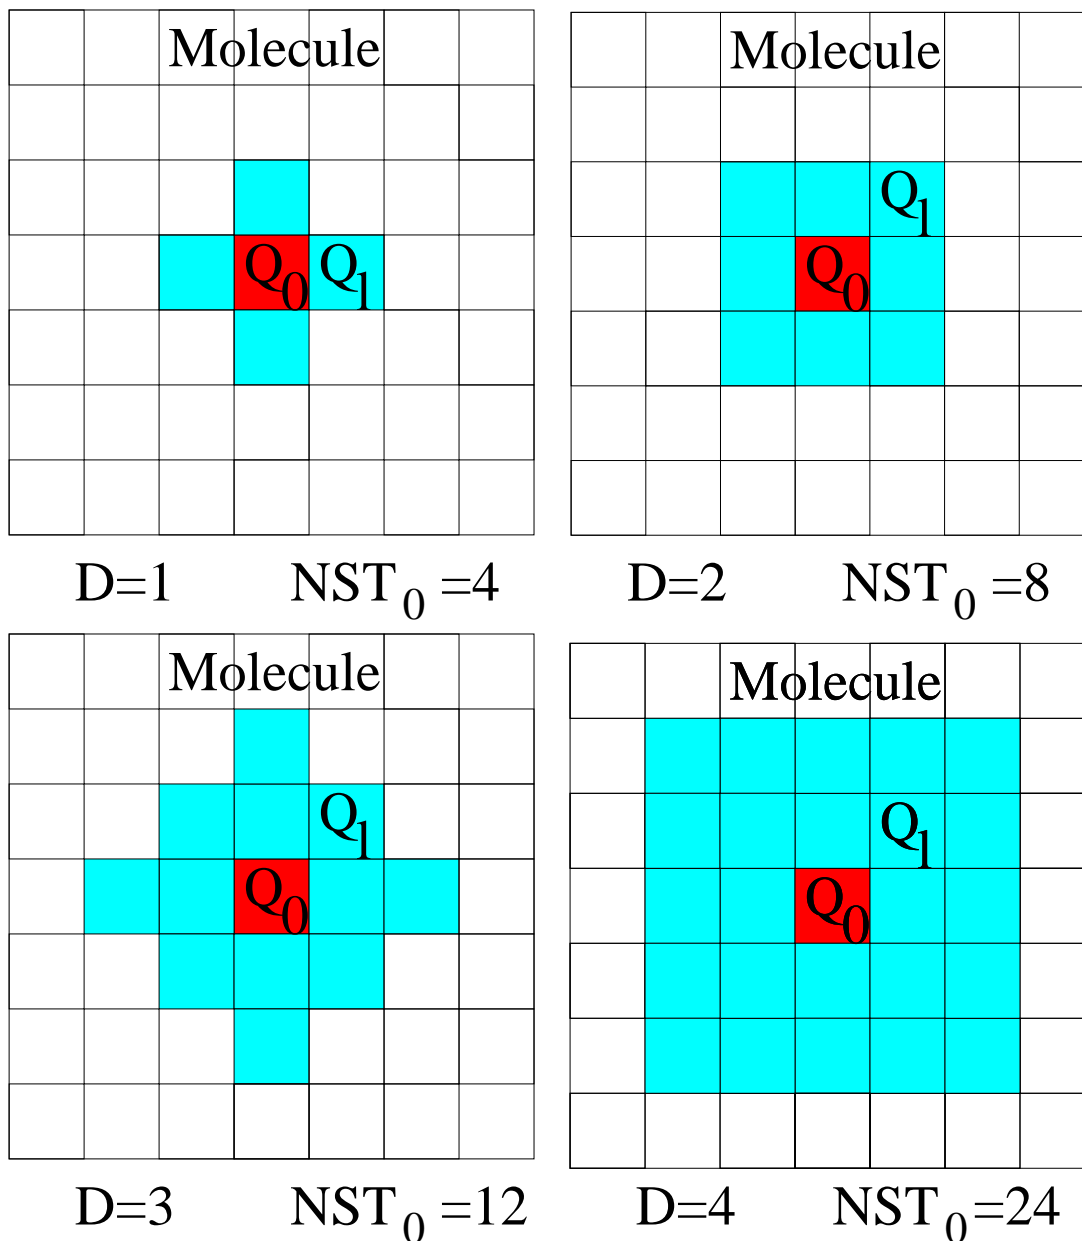 Molecule
Q0 Q1
D=1 NST0 =4
Molecule
Q1
Q0
D=2 NST0 =8
Molecule
Q1
Q0
D=3 NST0 =12
Molecule
Q1
Q0
D=4 NST0=24